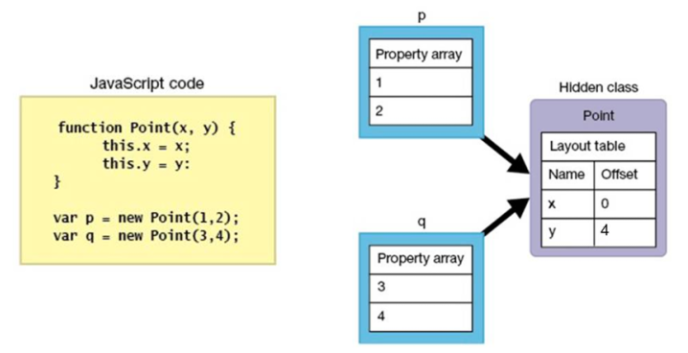 JavaScript code
function Point(x, y) {
this.x = x;
this.y = y:
}
var p = new Point(1,2);
var q = new Point(3,4);
p
Property array
1
2
q
Property array
3
4
Hidden class
Point
Layout table
Name Offset
x 0
y 4